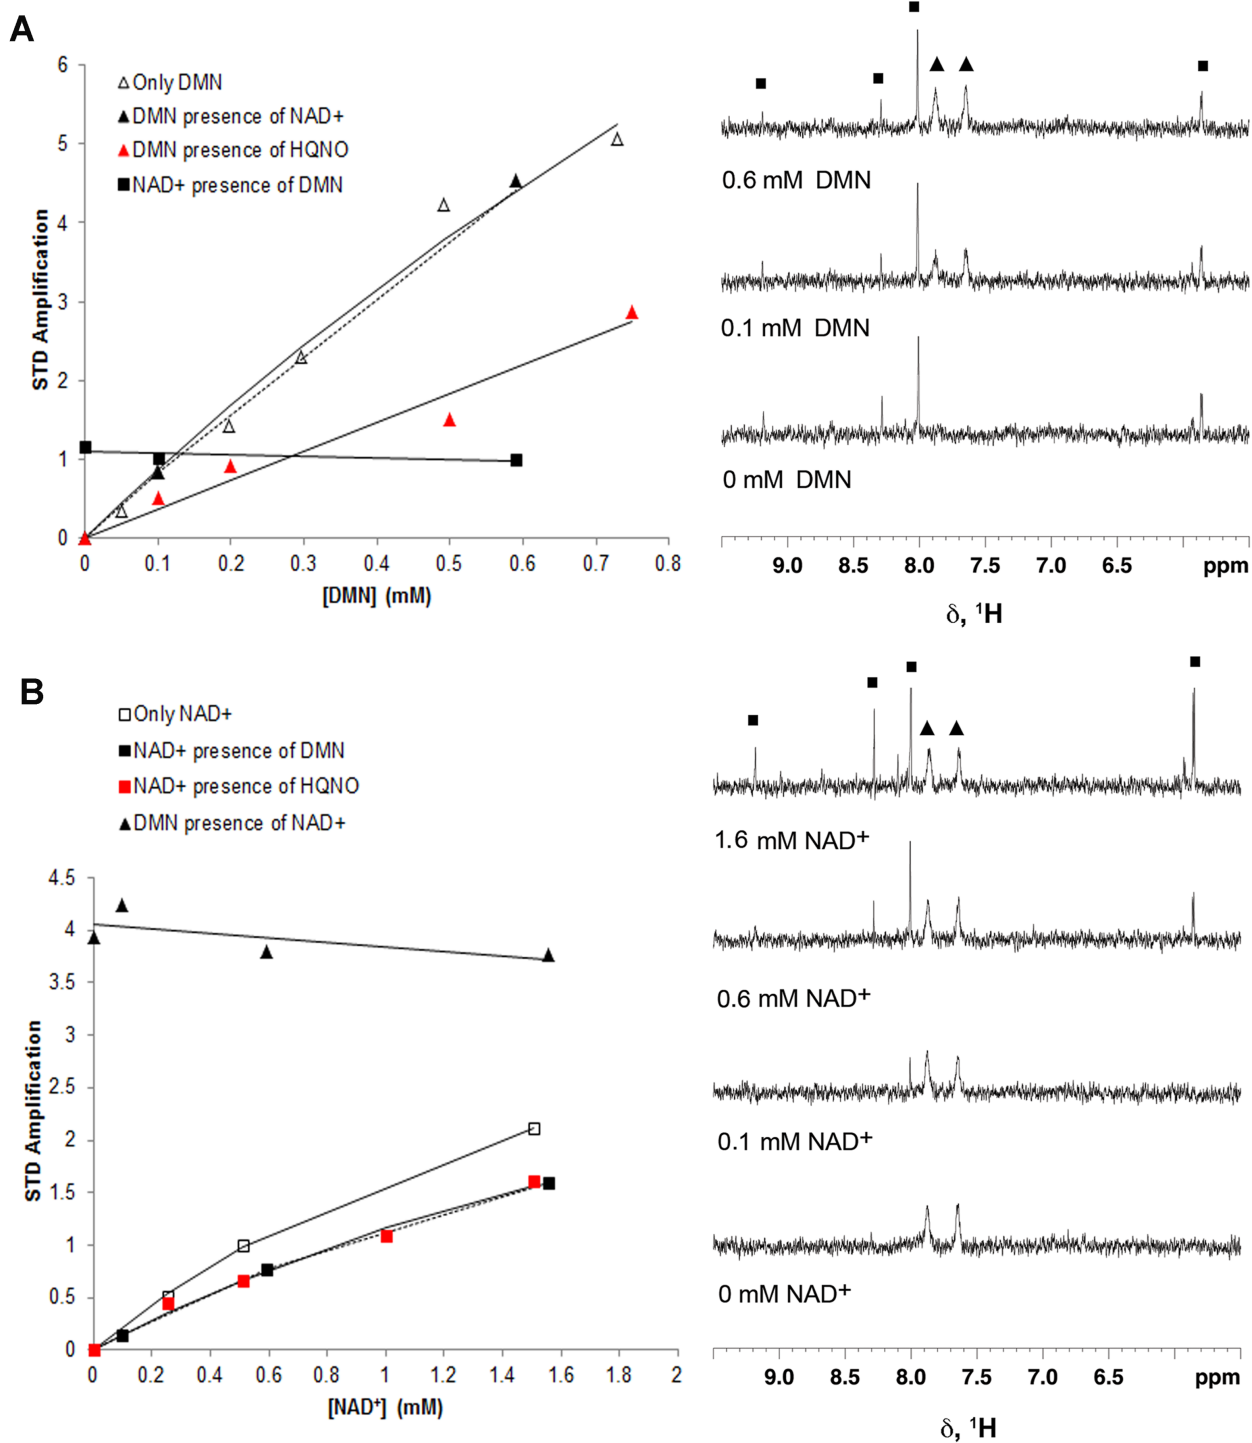 A
6
5
4
3
2
1
0
STD Amplification
Only DMN
DMN presence of NAD+
DMN presence of HQNO
NAD+ presence of DMN
0 0.1 0.2 0.3 0.4 0.5 0.6 0.7 0.8
[DMN] (mM)
0.6 mM DMN
0.1 mM DMN
0 mM DMN
9.0 8.5 8.0 7.5 7.0 6.5 ppm
δ, ¹H
B
Only NAD+
NAD+ presence of DMN
NAD+ presence of HQNO
DMN presence of NAD+
4.5
4
3.5
3
2.5
2
1.5
1
0.5
0
STD Amplification
0 0.2 0.4 0.6 0.8 1 1.2 1.4 1.6 1.8 2
[NAD⁺] (mM)
1.6 mM NAD+
0.6 mM NAD+
0.1 mM NAD+
0 mM NAD+
9.0 8.5 8.0 7.5 7.0 6.5 ppm
δ, ¹H